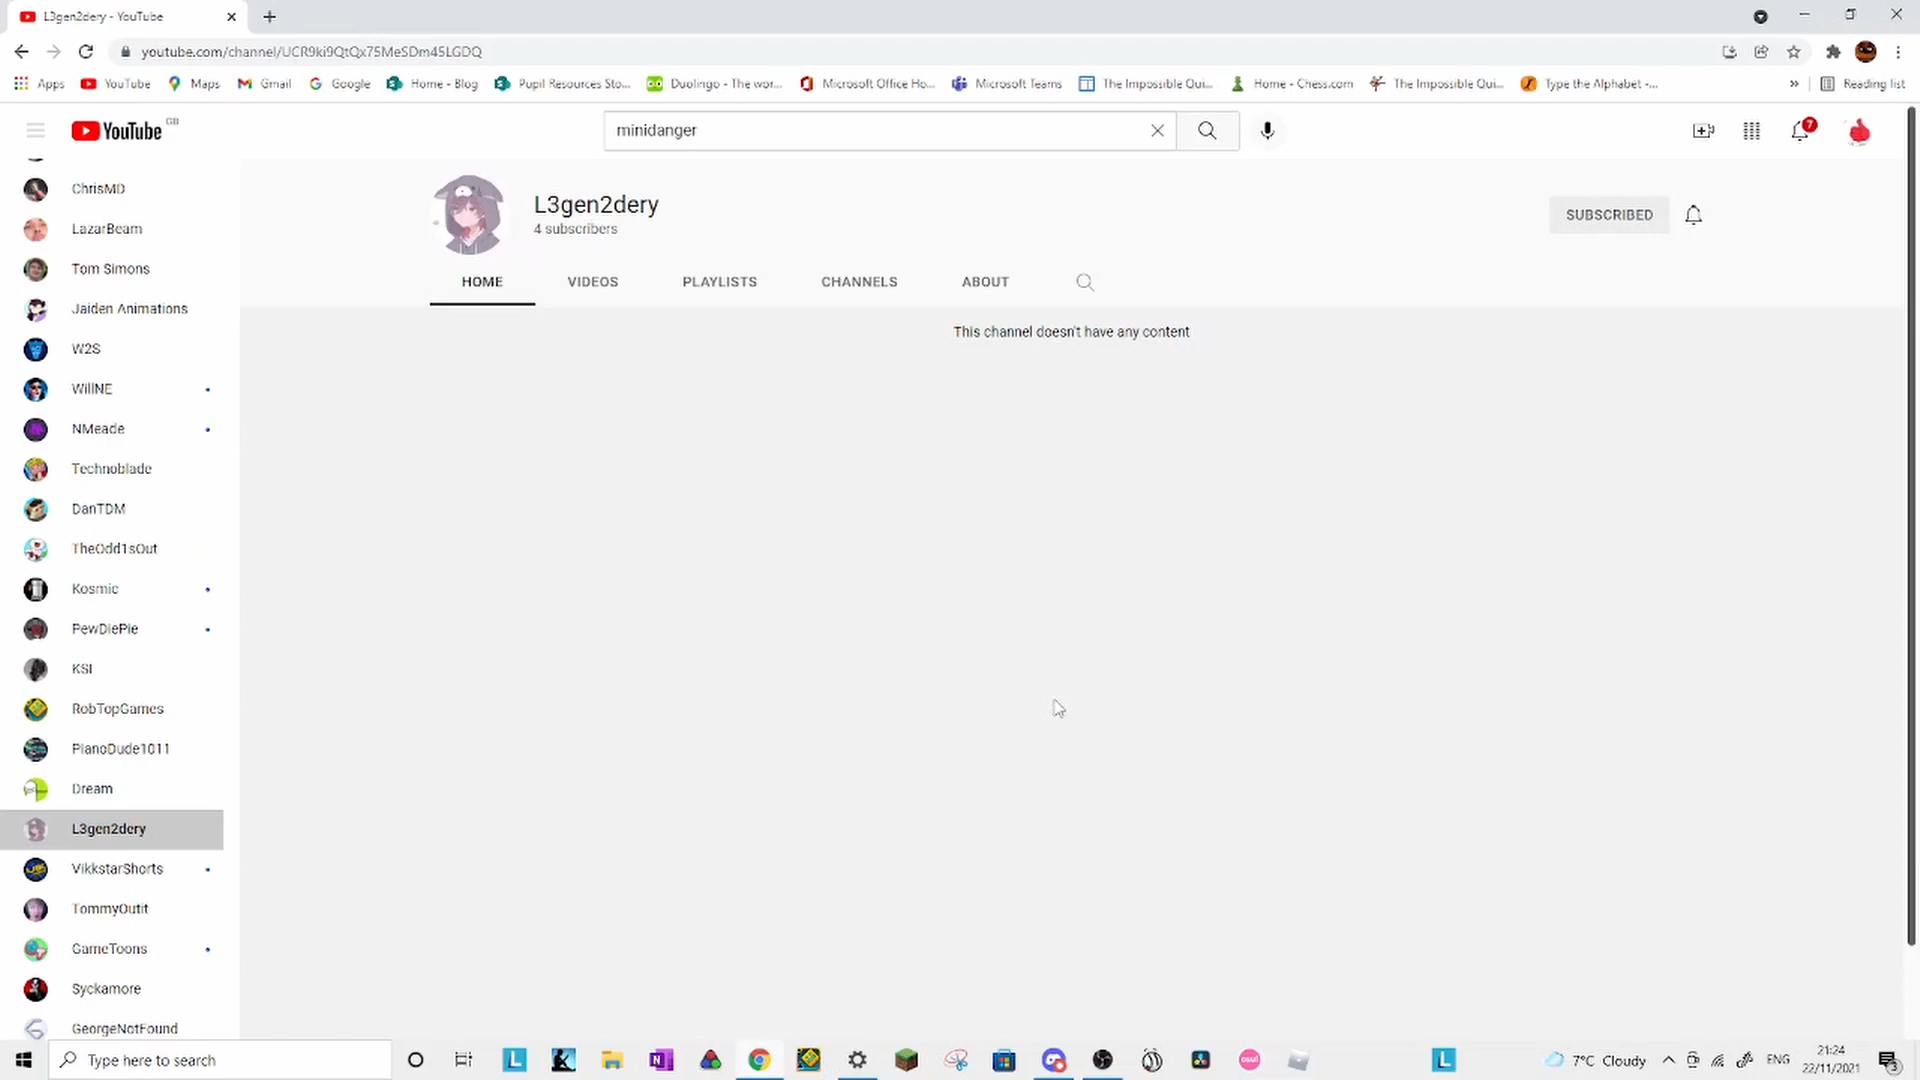 L3gen2dery - YouTube
youtube.com/channel/UCR9ki9QtQx75MeSDm45LGDQ
Apps YouTube Maps Gmail Google Home - Blog Pupil Resources Sto... Duolingo - The wor... Microsoft Office Ho... Microsoft Teams The Impossible Qui... Home - Chess.com The Impossible Qui... Type the Alphabet -... » Reading list
YouTube GB
minidanger
7
ChrisMD
LazarBeam
Tom Simons
Jaiden Animations
W2S
WillNE
NMeade
Technoblade
DanTDM
TheOdd1sOut
Kosmic
PewDiePie
KSI
RobTopGames
PianoDude1011
Dream
L3gen2dery
VikkstarShorts
TommyOutit
GameToons
Syckamore
GeorgeNotFound
L3gen2dery
4 subscribers
SUBSCRIBED
HOME VIDEOS PLAYLISTS CHANNELS ABOUT
This channel doesn't have any content
Type here to search
7°C Cloudy
ENG
21:24
22/11/2021
3